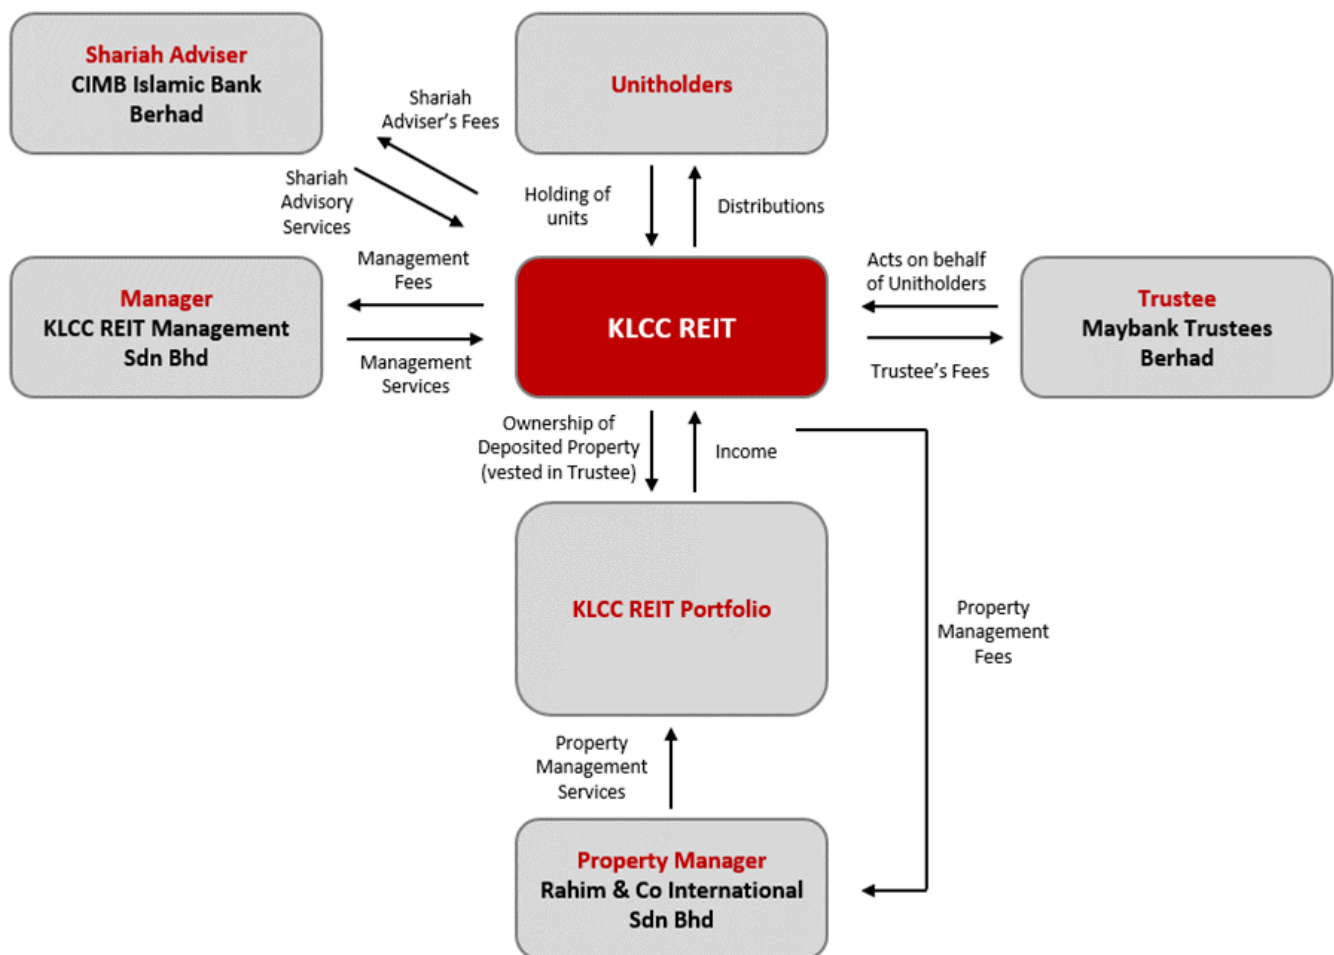 Shariah Adviser
CIMB Islamic Bank
Berhad
Unitholders
Shariah
Adviser's Fees
Shariah
Advisory
Services
Holding of
units
Distributions
Manager
KLCC REIT Management
Sdn Bhd
Management
Fees
Management
Services
KLCC REIT
Acts on behalf
of Unitholders
Trustee's Fees
Trustee
Maybank Trustees
Berhad
Ownership of
Deposited Property
(vested in Trustee)
Income
KLCC REIT Portfolio
Property
Management
Fees
Property
Management
Services
Property Manager
Rahim & Co International
Sdn Bhd